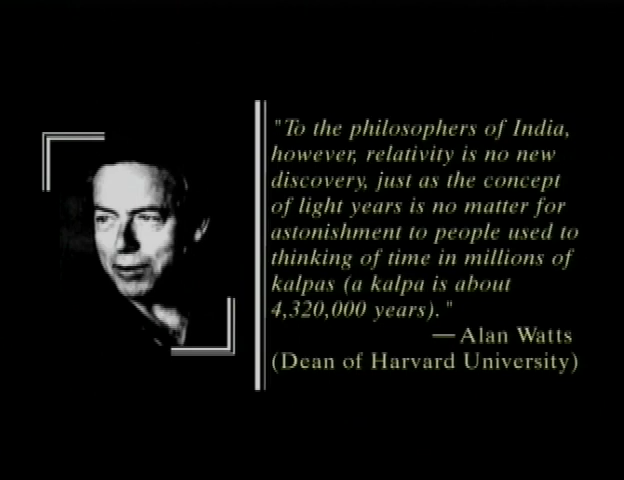 "To the philosophers of India,
however, relativity is no new
discovery, just as the concept
of light years is no matter for
astonishment to people used to
thinking of time in millions of
kalpas (a kalpa is about
4,320,000 years)."
— Alan Watts
(Dean of Harvard University)